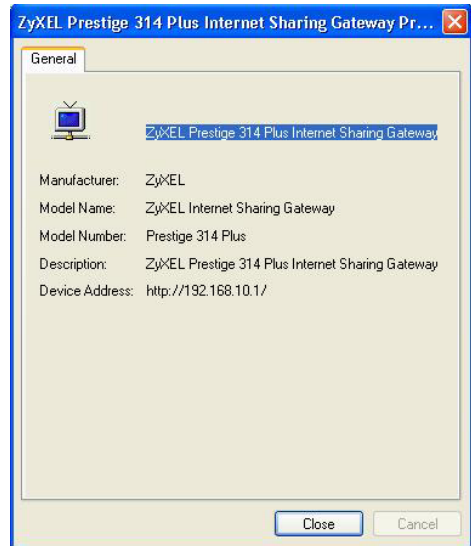 ZyXEL Prestige 314 Plus Internet Sharing Gateway Pr...
General
ZyXEL Prestige 314 Plus Internet Sharing Gateway
Manufacturer: ZyXEL
Model Name: ZyXEL Internet Sharing Gateway
Model Number: Prestige 314 Plus
Description: ZyXEL Prestige 314 Plus Internet Sharing Gateway
Device Address: http://192.168.10.1/
Close Cancel